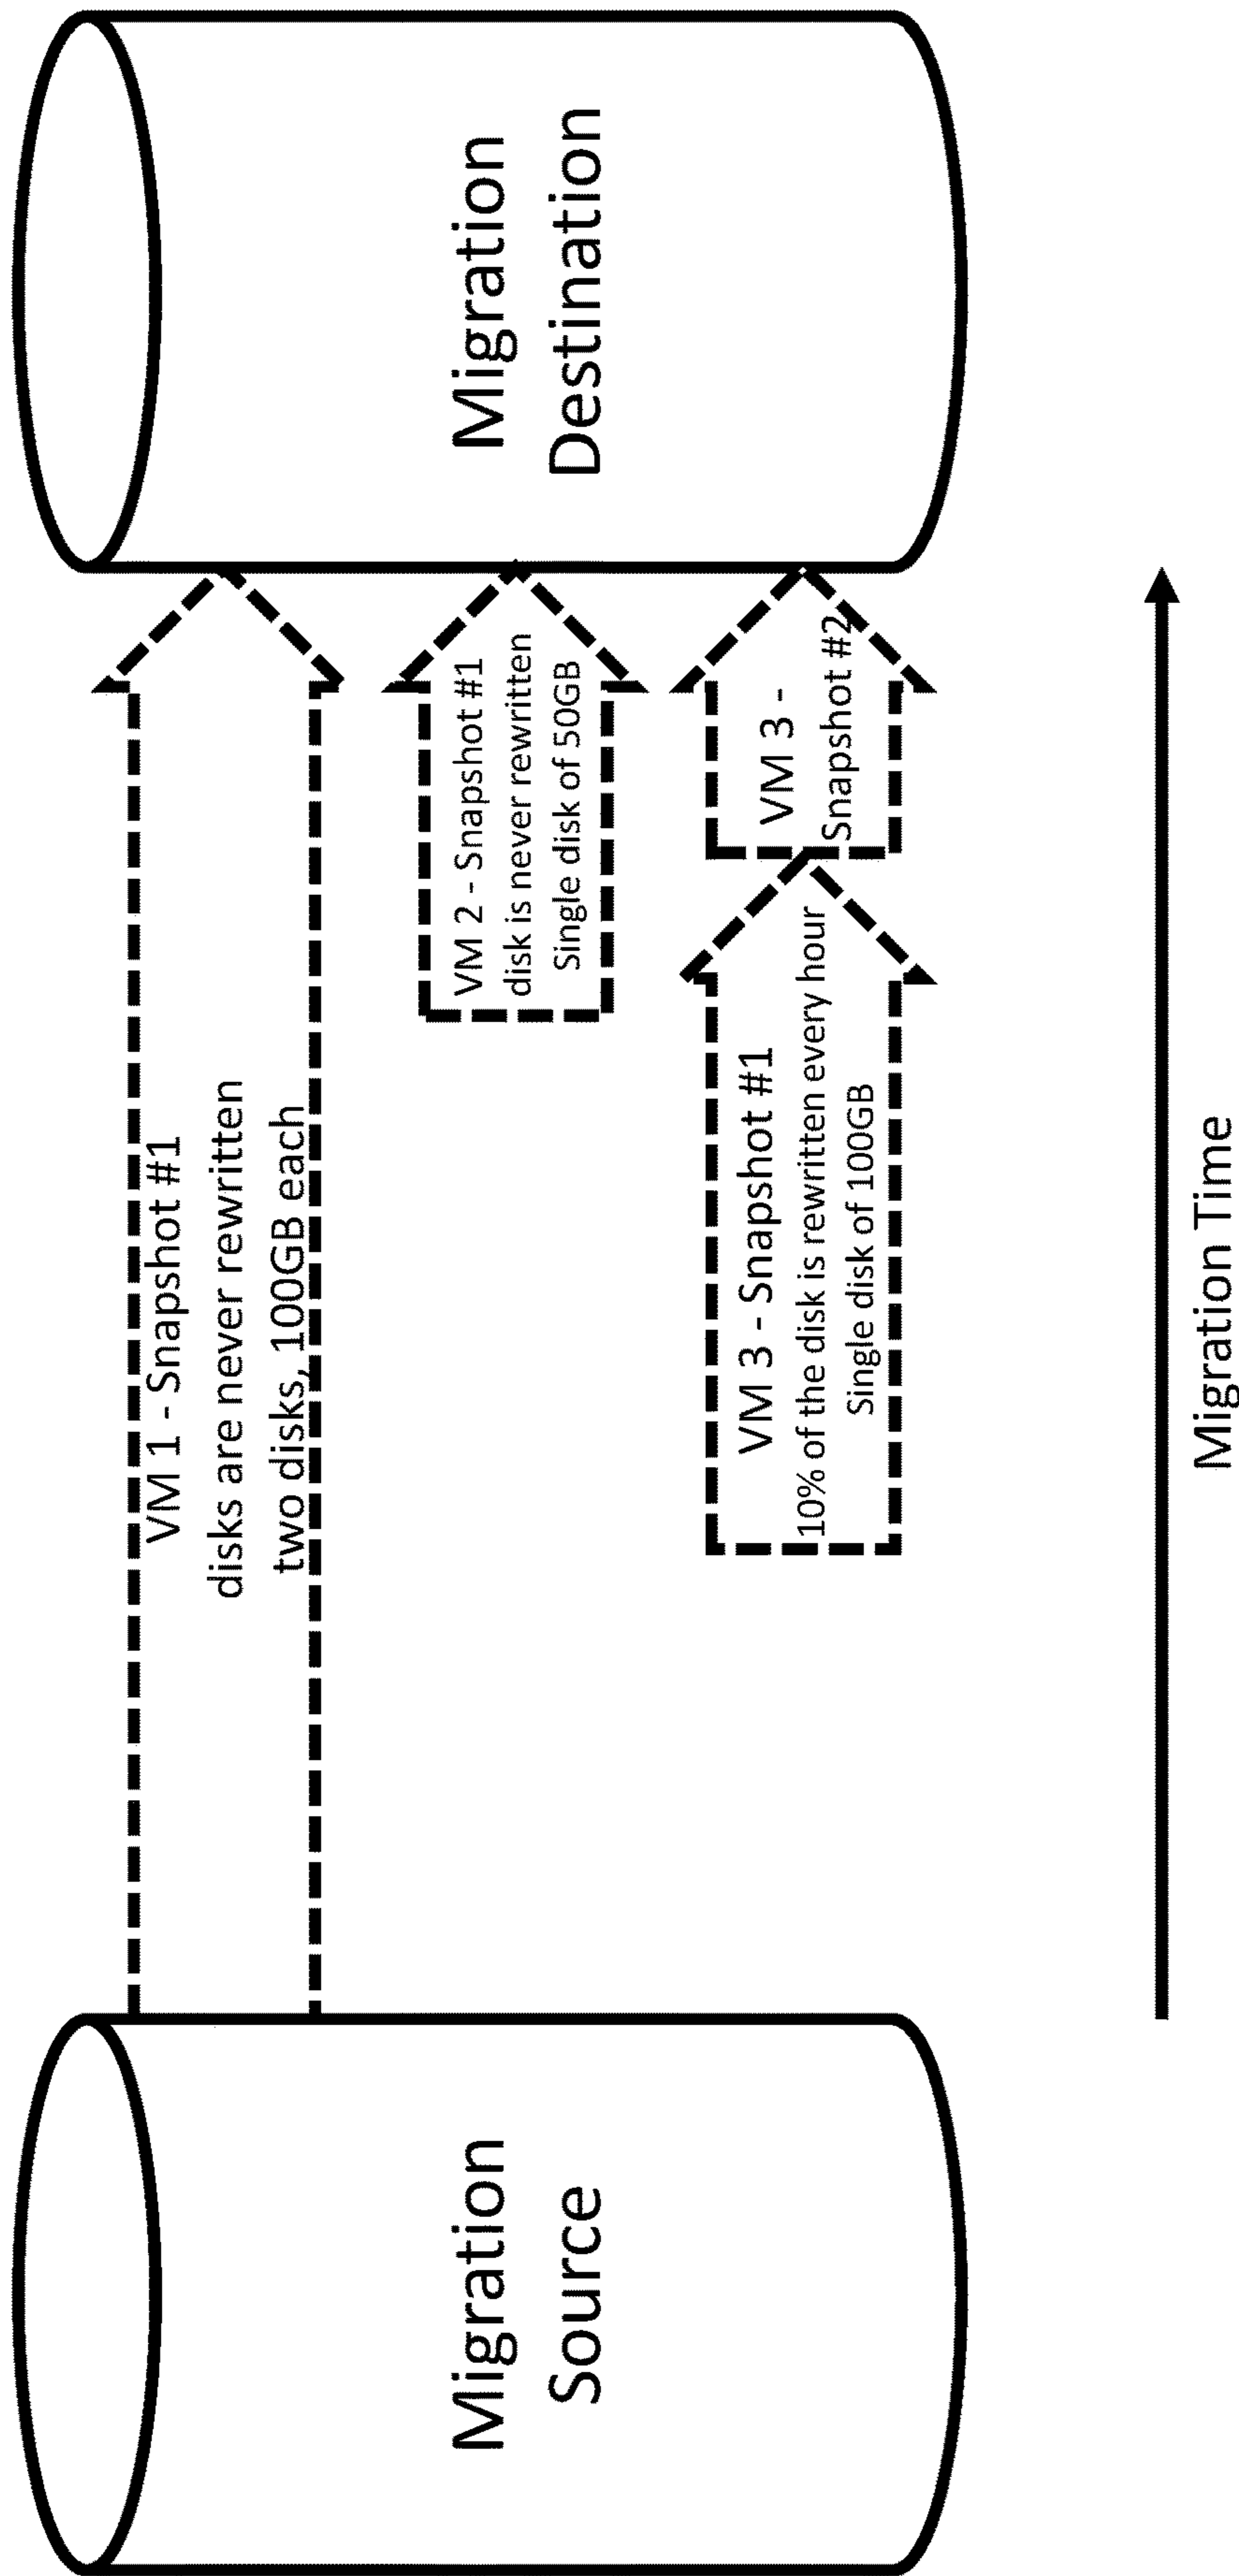 Migration
Source
VM 1 - Snapshot #1
disks are never rewritten
two disks, 100GB each
VM 2 - Snapshot #1
disk is never rewritten
Single disk of 50GB
VM 3 - Snapshot #1
10% of the disk is rewritten every hour
Single disk of 100GB
VM 3 -
Snapshot #2
Migration
Destination
Migration Time